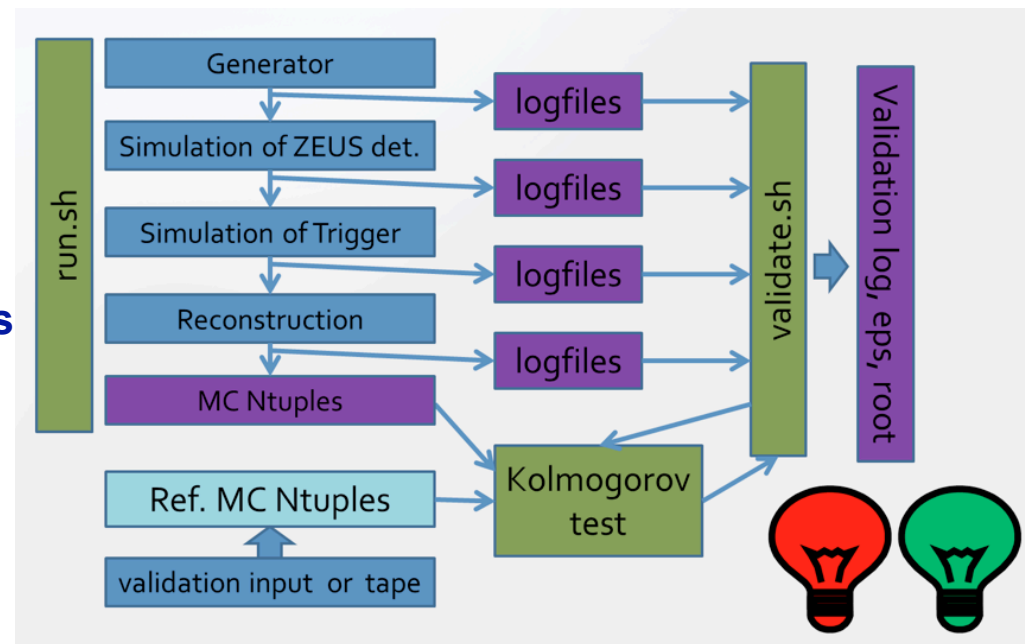 run.sh
Generator
Simulation of ZEUS det.
Simulation of Trigger
Reconstruction
MC Ntuples
Ref. MC Ntuples
validation input or tape
logfiles
logfiles
logfiles
logfiles
Kolmogorov
test
validate.sh
Validation log, eps, root
s